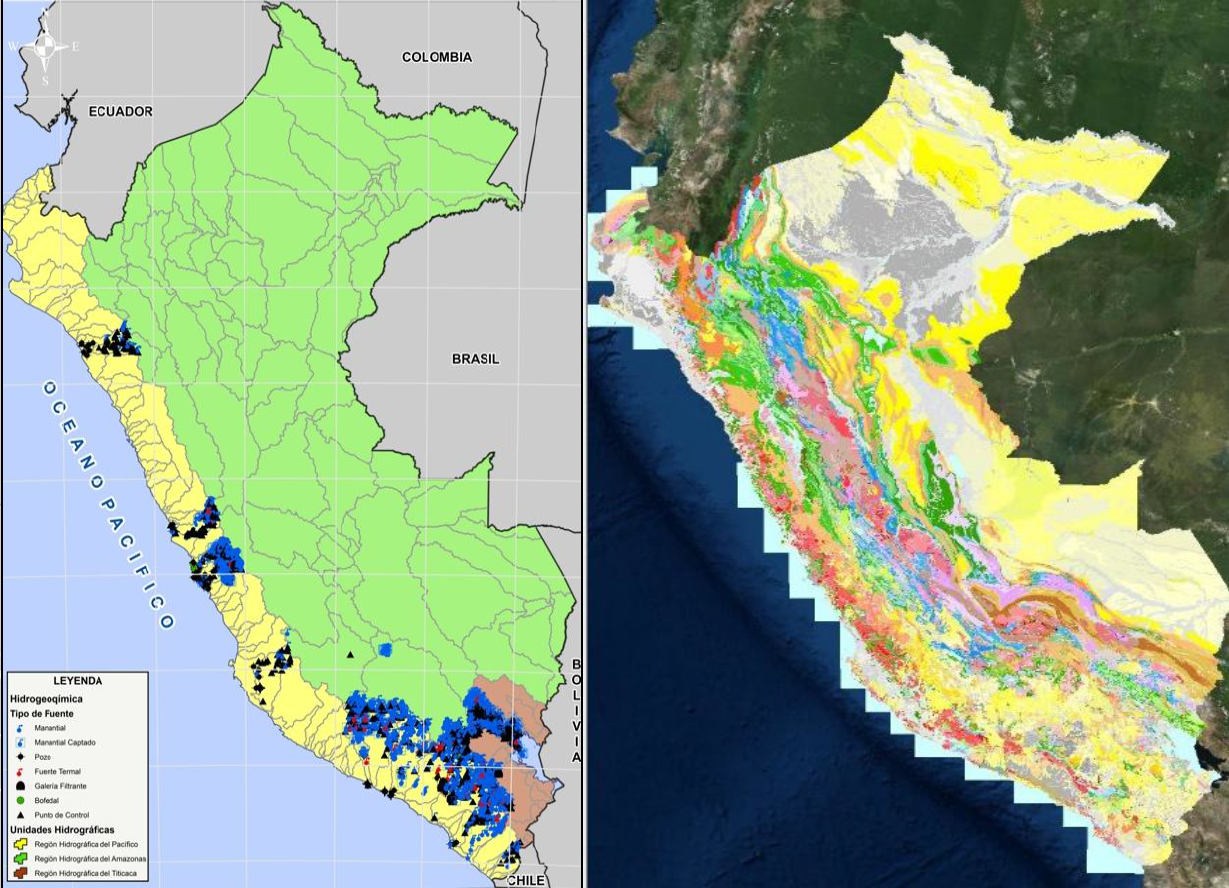 N
W
E
S
COLOMBIA
ECUADOR
BRASIL
OCEANO PACIFICO
BOLIVIA
CHILE
LEYENDA
Hidrogeoqímica
Tipo de Fuente
Manantial
Manantial Captado
Pozo
Fuente Termal
Galería Filtrante
Bofedal
Punto de Control
Unidades Hidrográficas
Región Hidrográfica del Pacífico
Región Hidrográfica del Amazonas
Región Hidrográfica del Titicaca